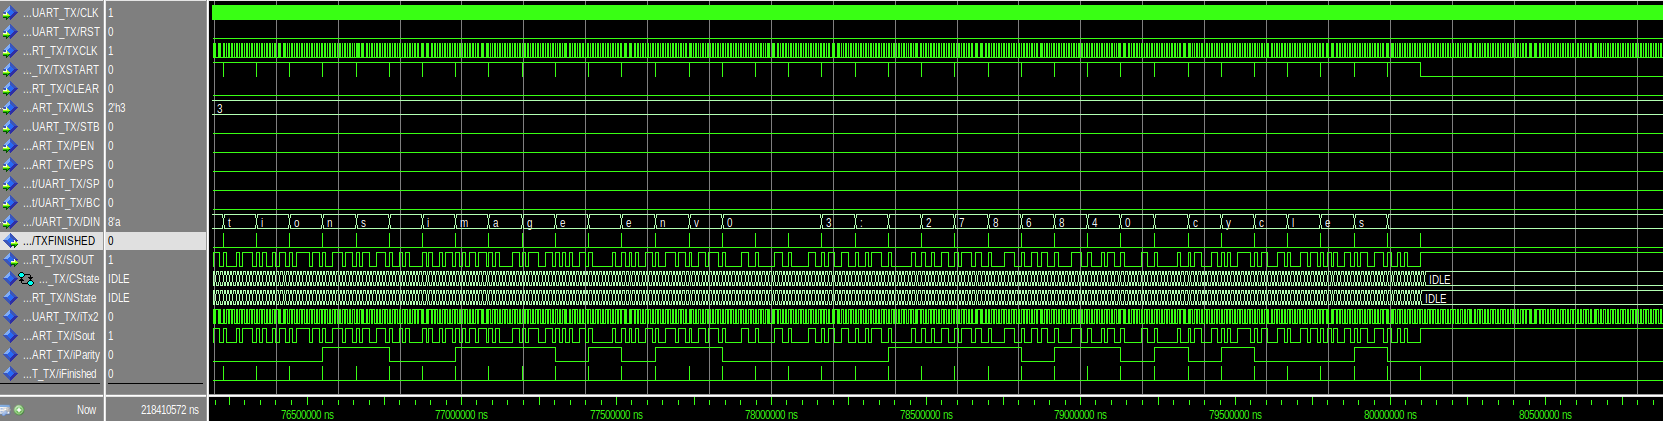 ...UART_TX/CLK 1
...UART_TX/RST 0
...RT_TX/TXCLK 1
..._TX/TXSTART 0
...RT_TX/CLEAR 0
...ART_TX/WLS 2'h3 3
...UART_TX/STB 0
...ART_TX/PEN 0
...ART_TX/EPS 0
...t/UART_TX/SP 0
...t/UART_TX/BC 0
.../UART_TX/DIN 8'a t i o n s i m a g e e n v 0 3 : 2 7 8 6 8 4 0 c y c l e s
.../TXFINISHED 0
...RT_TX/SOUT 1
..._TX/CState IDLE IDLE
...RT_TX/NState IDLE IDLE
...UART_TX/iTx2 0
...ART_TX/iSout 1
...ART_TX/iParity 0
...T_TX/iFinished 0
Now 218410572 ns
76500000 ns 77000000 ns 77500000 ns 78000000 ns 78500000 ns 79000000 ns 79500000 ns 80000000 ns 80500000 ns